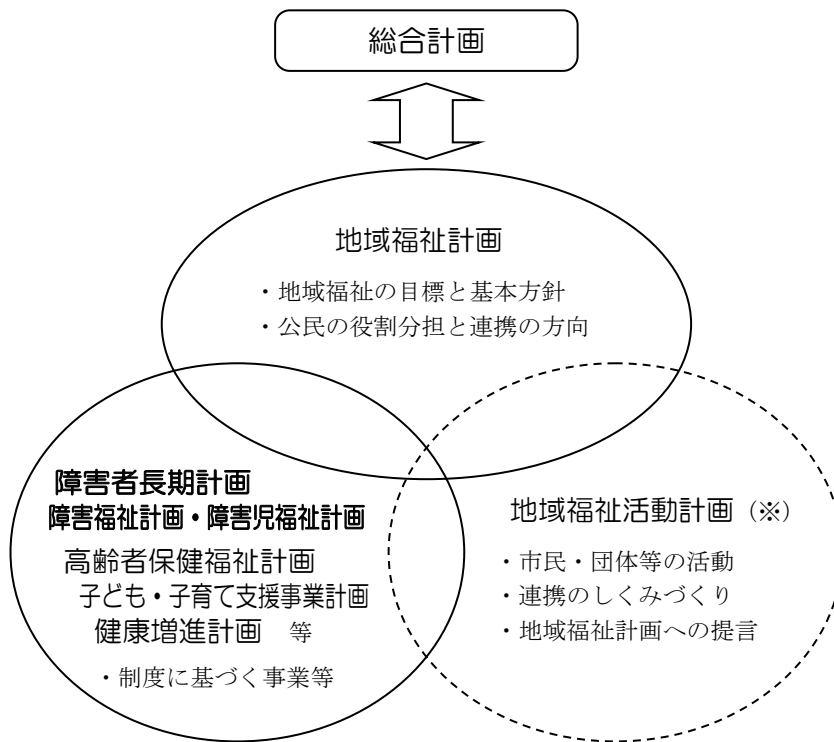 総合計画
地域福祉計画
・地域福祉の目標と基本方針
・公民の役割分担と連携の方向
障害者長期計画
障害福祉計画・障害児福祉計画
高齢者保健福祉計画
子ども・子育て支援事業計画
健康増進計画 等
・制度に基づく事業等
地域福祉活動計画（※）
・市民・団体等の活動
・連携のしくみづくり
・地域福祉計画への提言